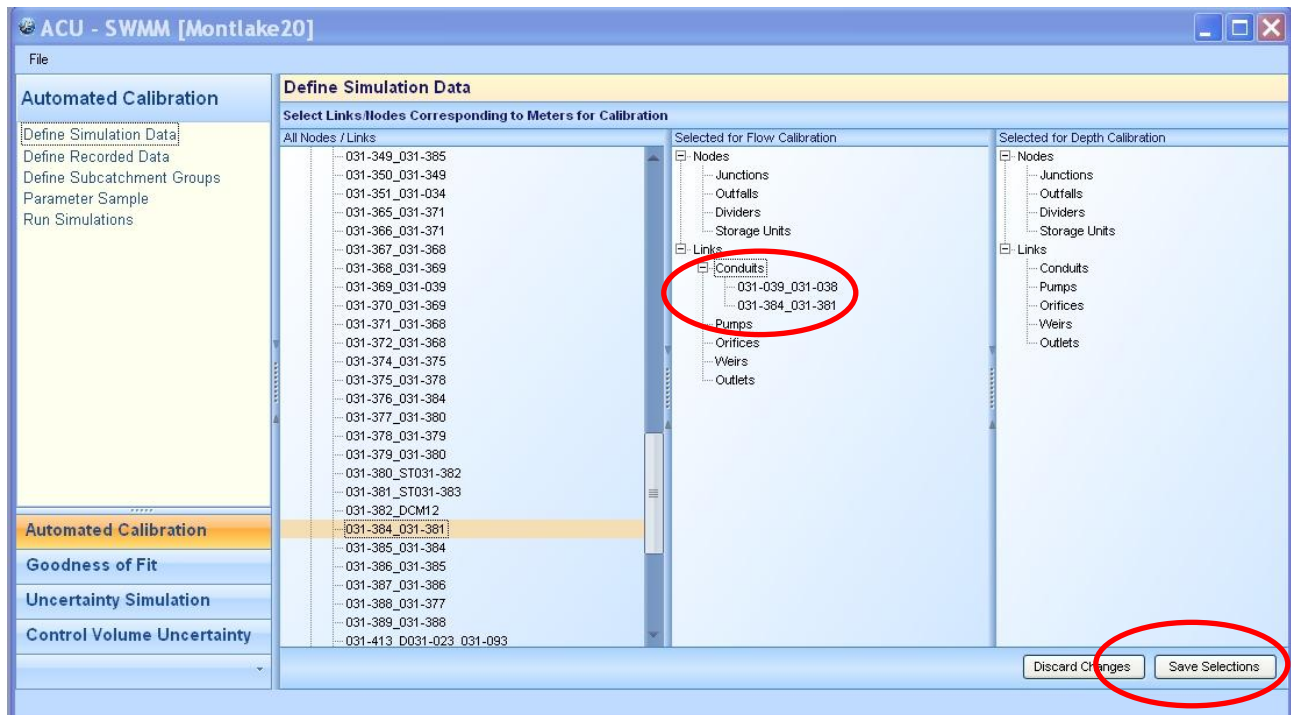 ACU - SWMM [Montlake20]
File
Automated Calibration
Define Simulation Data
Define Recorded Data
Define Subcatchment Groups
Parameter Sample
Run Simulations
Automated Calibration
Goodness of Fit
Uncertainty Simulation
Control Volume Uncertainty
Define Simulation Data
Select Links/Nodes Corresponding to Meters for Calibration
All Nodes / Links
031-349_031-385
031-350_031-349
031-351_031-034
031-365_031-371
031-366_031-371
031-367_031-368
031-368_031-369
031-369_031-039
031-370_031-369
031-371_031-368
031-372_031-368
031-374_031-375
031-375_031-378
031-376_031-384
031-377_031-380
031-378_031-379
031-379_031-380
031-380_ST031-382
031-381_ST031-383
031-382_DCM12
031-384_031-381
031-385_031-384
031-386_031-385
031-387_031-386
031-388_031-377
031-389_031-388
031-413_D031-023_031-093
Selected for Flow Calibration
Nodes
Junctions
Outfalls
Dividers
Storage Units
Links
Conduits
031-039_031-038
031-384_031-381
Pumps
Orifices
Weirs
Outlets
Selected for Depth Calibration
Nodes
Junctions
Outfalls
Dividers
Storage Units
Links
Conduits
Pumps
Orifices
Weirs
Outlets
Discard Changes
Save Selections